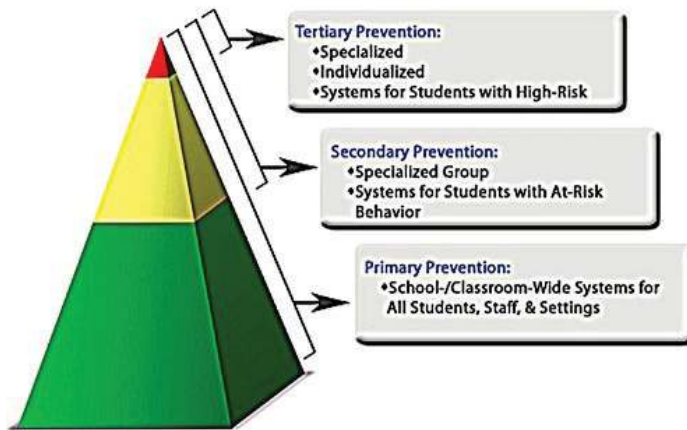 Tertiary Prevention:
◆Specialized
◆Individualized
◆Systems for Students with High-Risk
Secondary Prevention:
◆Specialized Group
◆Systems for Students with At-Risk
Behavior
Primary Prevention:
◆School-/Classroom-Wide Systems for
All Students, Staff, & Settings